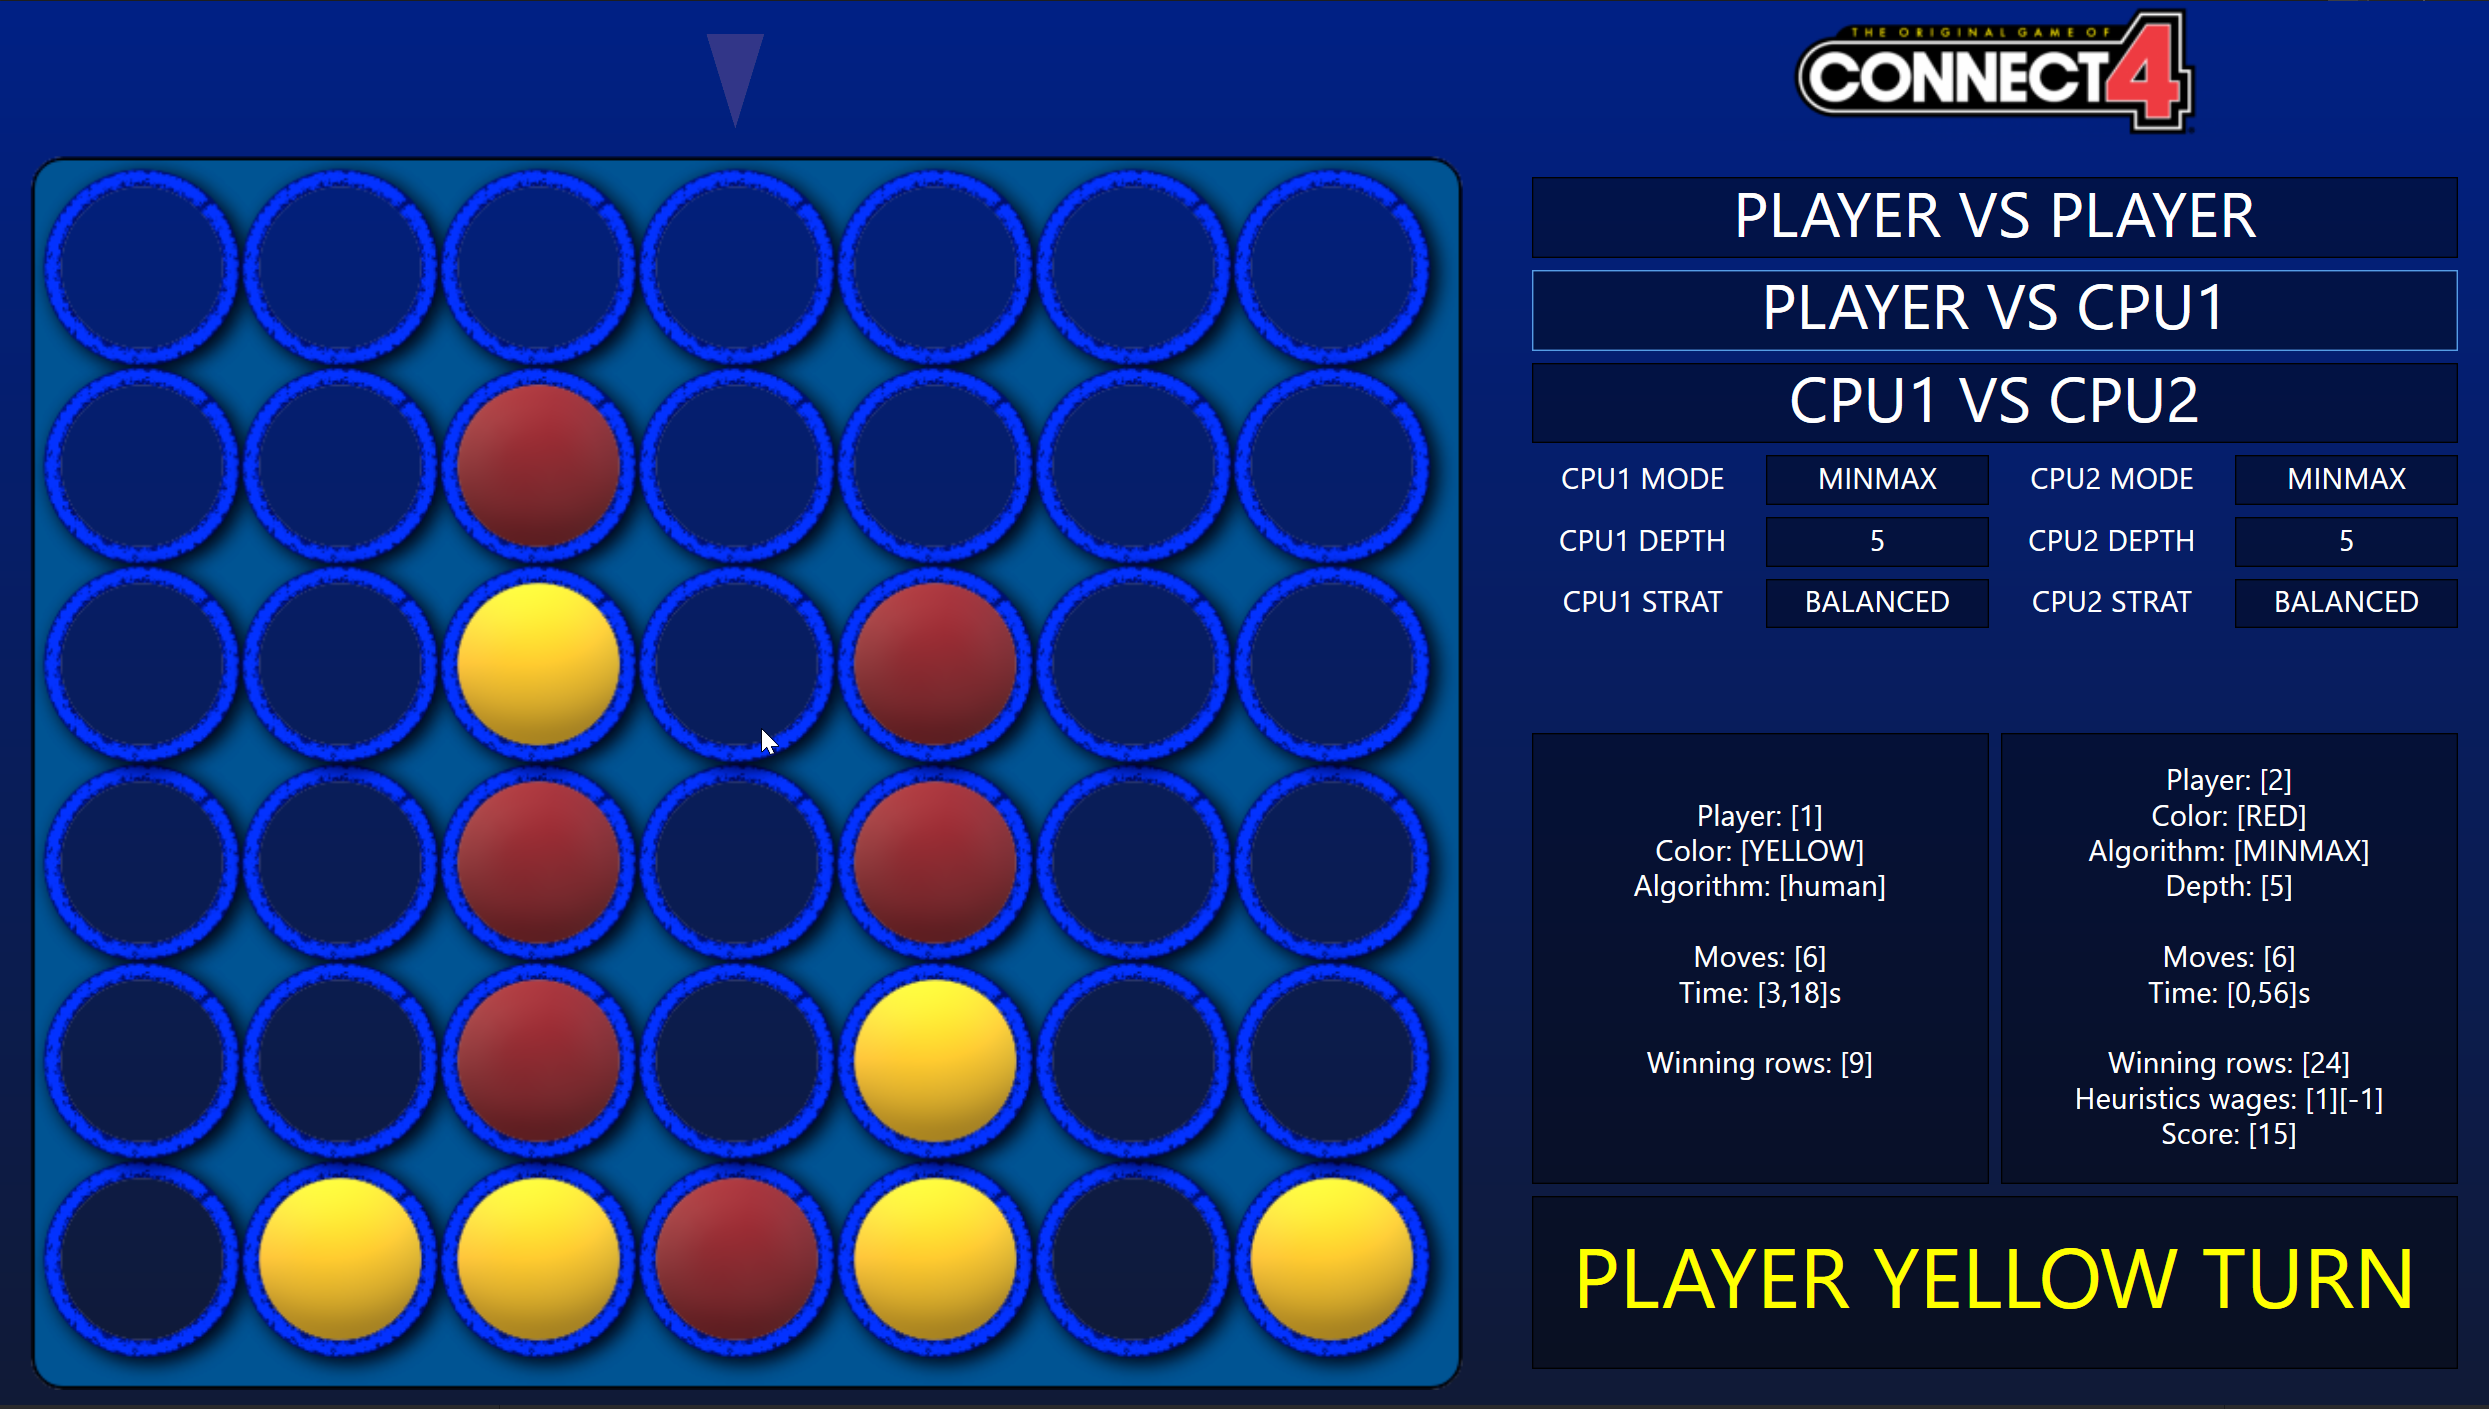 THE ORIGINAL GAME OF
CONNECT 4
PLAYER VS PLAYER
PLAYER VS CPU1
CPU1 VS CPU2
CPU1 MODE MINMAX CPU2 MODE MINMAX
CPU1 DEPTH 5 CPU2 DEPTH 5
CPU1 STRAT BALANCED CPU2 STRAT BALANCED
Player: [1]
Color: [YELLOW]
Algorithm: [human]
Moves: [6]
Time: [3,18]s
Winning rows: [9]
Player: [2]
Color: [RED]
Algorithm: [MINMAX]
Depth: [5]
Moves: [6]
Time: [0,56]s
Winning rows: [24]
Heuristics wages: [1][-1]
Score: [15]
PLAYER YELLOW TURN